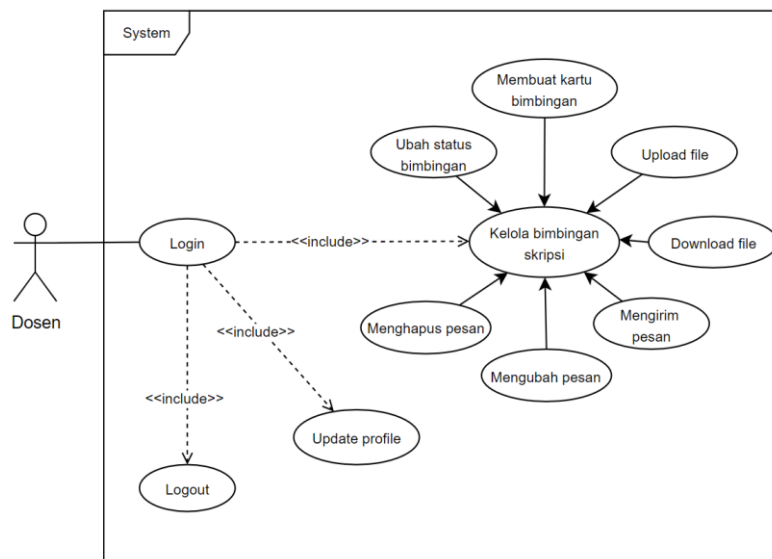 System
Membuat kartu
bimbingan
Ubah status
bimbingan
Upload file
Login
<<include>>
Kelola bimbingan
skripsi
Download file
Dosen
Menghapus pesan
Mengirim
pesan
<<include>>
Mengubah pesan
<<include>>
Update profile
Logout